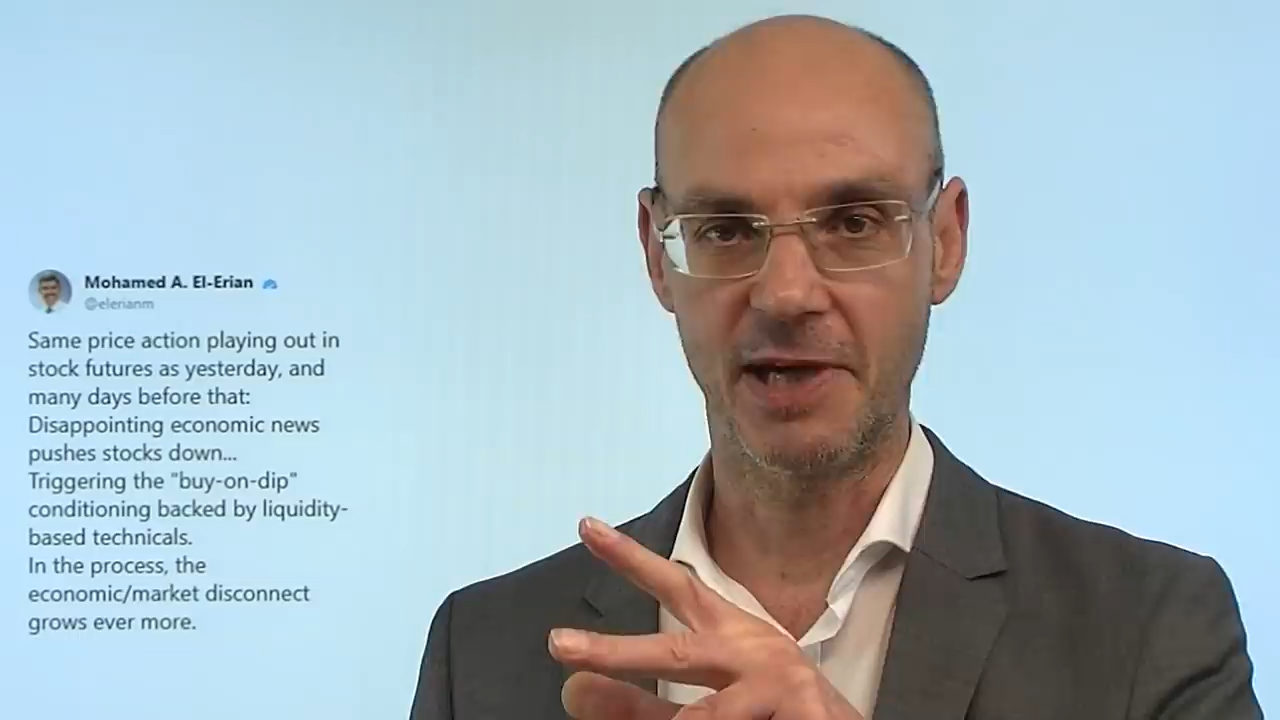 Mohamed A. El-Erian
@elerianm
Same price action playing out in
stock futures as yesterday, and
many days before that:
Disappointing economic news
pushes stocks down...
Triggering the "buy-on-dip"
conditioning backed by liquidity-
based technicals.
In the process, the
economic/market disconnect
grows ever more.